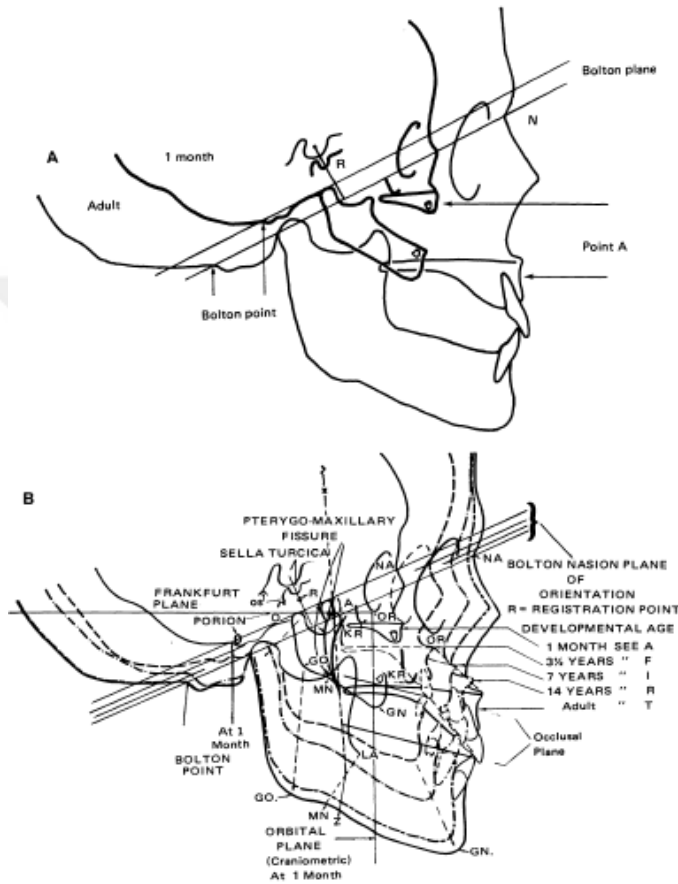 Bolton plane
N
A
1 month
R
Adult
Point A
Bolton point
B
PTERYGO-MAXILLARY
FISSURE
SELLA TURCICA
NA
NA
BOLTON NASION PLANE
OF
ORIENTATION
R = REGISTRATION POINT
FRANKFURT
PLANE
R
A
OR
PORION
O
KR
OR
DEVELOPMENTAL AGE
1 MONTH SEE A
3½ YEARS " F
7 YEARS " I
14 YEARS " R
Adult " T
GO
KR
MN
GN
Occlusal
Plane
At 1
Month
BOLTON
POINT
LA
GO.
MN
Z
ORBITAL
PLANE
(Craniometric)
At 1 Month
GN.